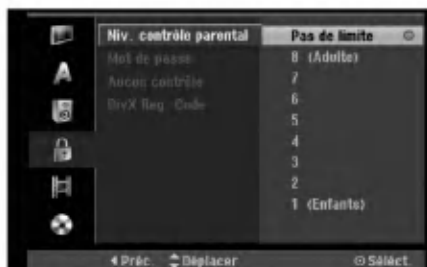 Niv. contrôle parental
Mot de passe
Aucun contrôle
DivX Reg. Code
Pas de limite
8 (Adulte)
7
6
5
4
3
2
1 (Enfants)
Préc. Déplacer Séléct.